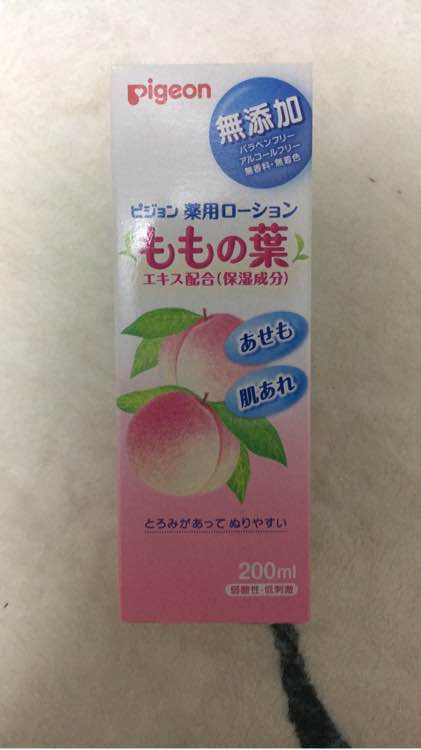 Pigeon
無添加
パラベンフリー
アルコールフリー
無香料・無着色
ピジョン 薬用ローション
ももの葉
エキス配合(保湿成分)
あせも
肌あれ
とろみがあって ぬりやすい
200ml
弱酸性・低刺激